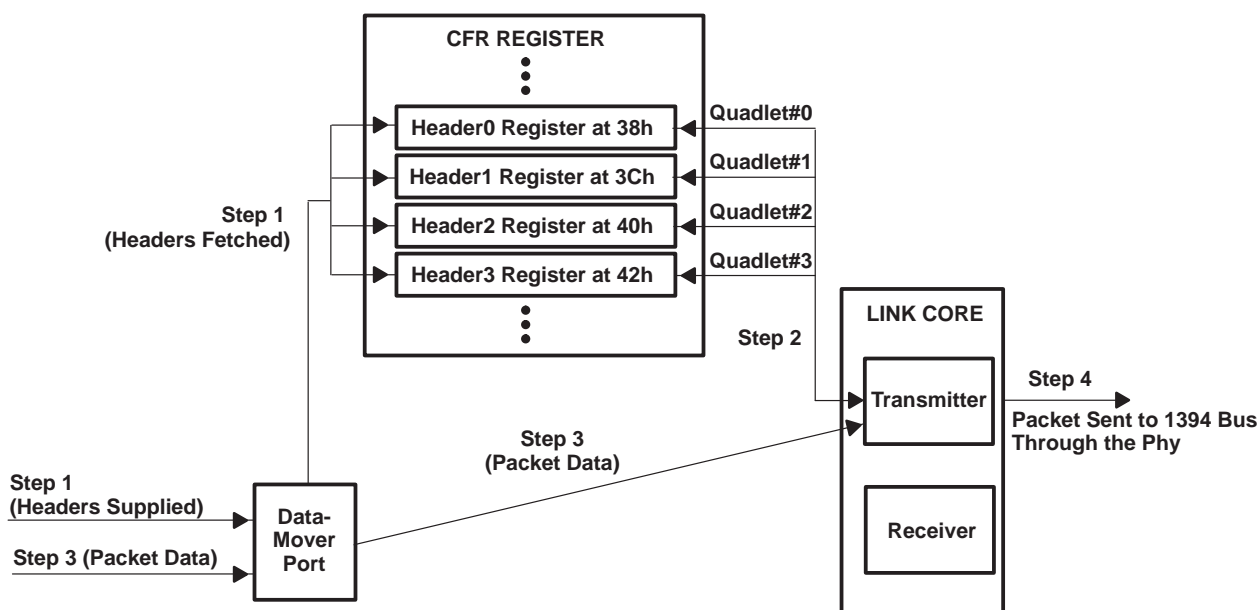 CFR REGISTER
Header0 Register at 38h
Header1 Register at 3Ch
Header2 Register at 40h
Header3 Register at 42h
Quadlet#0
Quadlet#1
Quadlet#2
Quadlet#3
Step 1
(Headers Fetched)
Step 2
LINK CORE
Transmitter
Receiver
Step 4
Packet Sent to 1394 Bus
Through the Phy
Step 3
(Packet Data)
Step 1
(Headers Supplied)
Step 3 (Packet Data)
Data-
Mover
Port